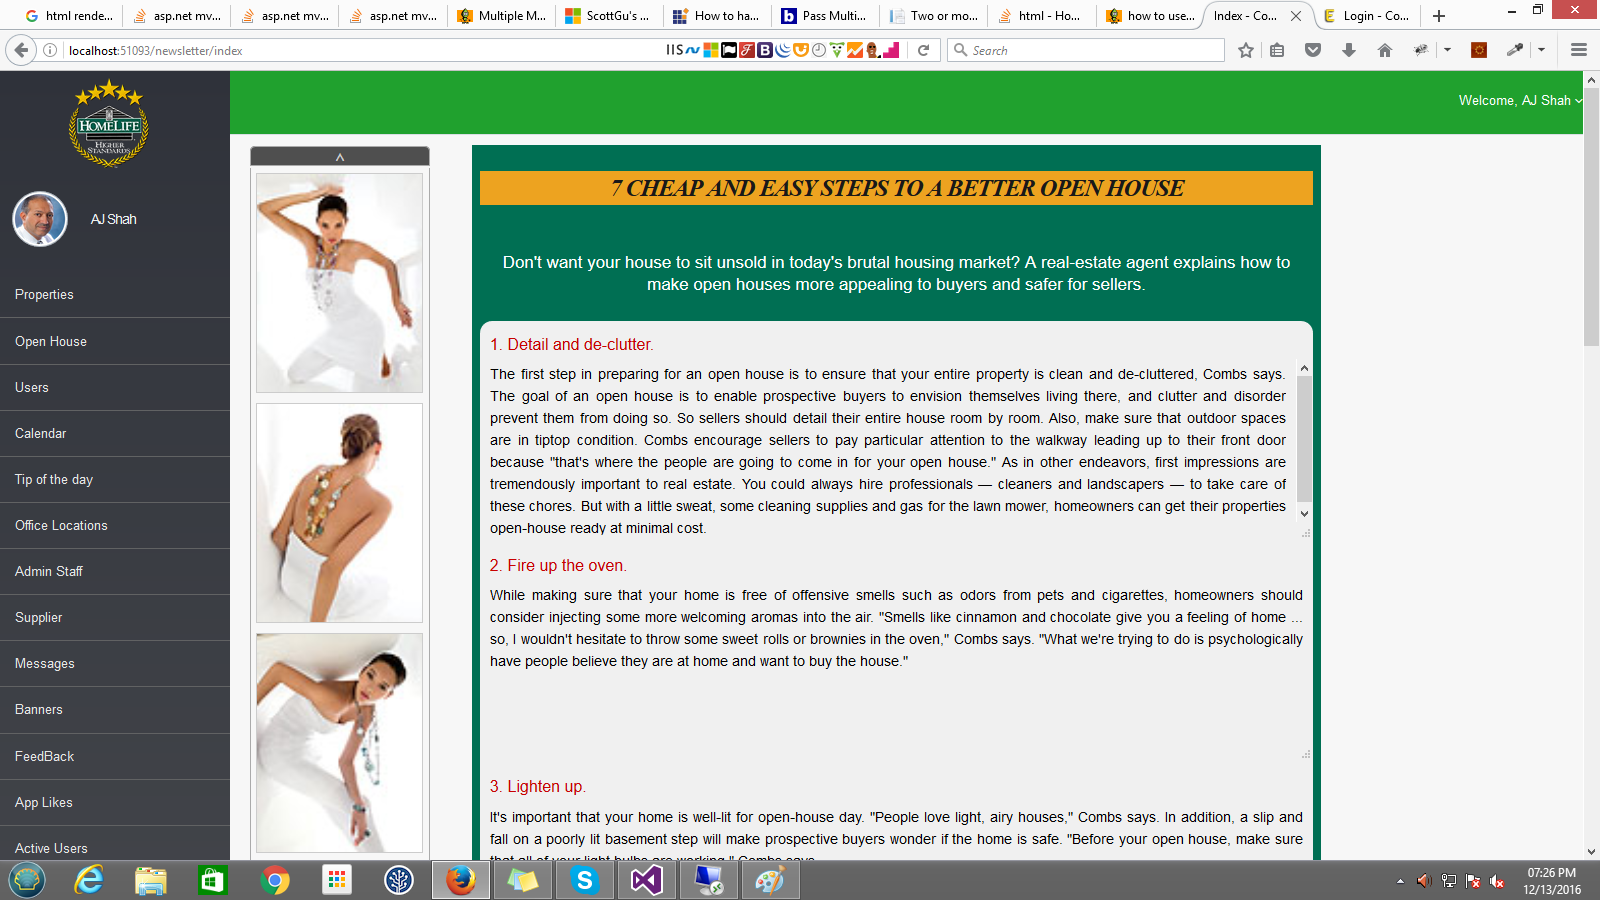 html rende...
asp.net mv...
asp.net mv...
asp.net mv...
Multiple M...
ScottGu's ...
How to ha...
Pass Multi...
Two or mo...
html - Ho...
how to use...
Index - Co...
Login - Co...
localhost:51093/newsletter/index
IIS
Search
HOMELIFE
HIGHER
STANDARDS
Welcome, AJ Shah
AJ Shah
Properties
Open House
Users
Calendar
Tip of the day
Office Locations
Admin Staff
Supplier
Messages
Banners
FeedBack
App Likes
Active Users
7 CHEAP AND EASY STEPS TO A BETTER OPEN HOUSE
Don't want your house to sit unsold in today's brutal housing market? A real-estate agent explains how to
make open houses more appealing to buyers and safer for sellers.
1. Detail and de-clutter.
The first step in preparing for an open house is to ensure that your entire property is clean and de-cluttered, Combs says.
The goal of an open house is to enable prospective buyers to envision themselves living there, and clutter and disorder
prevent them from doing so. So sellers should detail their entire house room by room. Also, make sure that outdoor spaces
are in tiptop condition. Combs encourage sellers to pay particular attention to the walkway leading up to their front door
because "that's where the people are going to come in for your open house." As in other endeavors, first impressions are
tremendously important to real estate. You could always hire professionals — cleaners and landscapers — to take care of
these chores. But with a little sweat, some cleaning supplies and gas for the lawn mower, homeowners can get their properties
open-house ready at minimal cost.
2. Fire up the oven.
While making sure that your home is free of offensive smells such as odors from pets and cigarettes, homeowners should
consider injecting some more welcoming aromas into the air. "Smells like cinnamon and chocolate give you a feeling of home ...
so, I wouldn't hesitate to throw some sweet rolls or brownies in the oven," Combs says. "What we're trying to do is psychologically
have people believe they are at home and want to buy the house."
3. Lighten up.
It's important that your home is well-lit for open-house day. "People love light, airy houses," Combs says. In addition, a slip and
fall on a poorly lit basement step will make prospective buyers wonder if the home is safe. "Before your open house, make sure
that all of your light bulbs are working," Combs says.
07:26 PM
12/13/2016